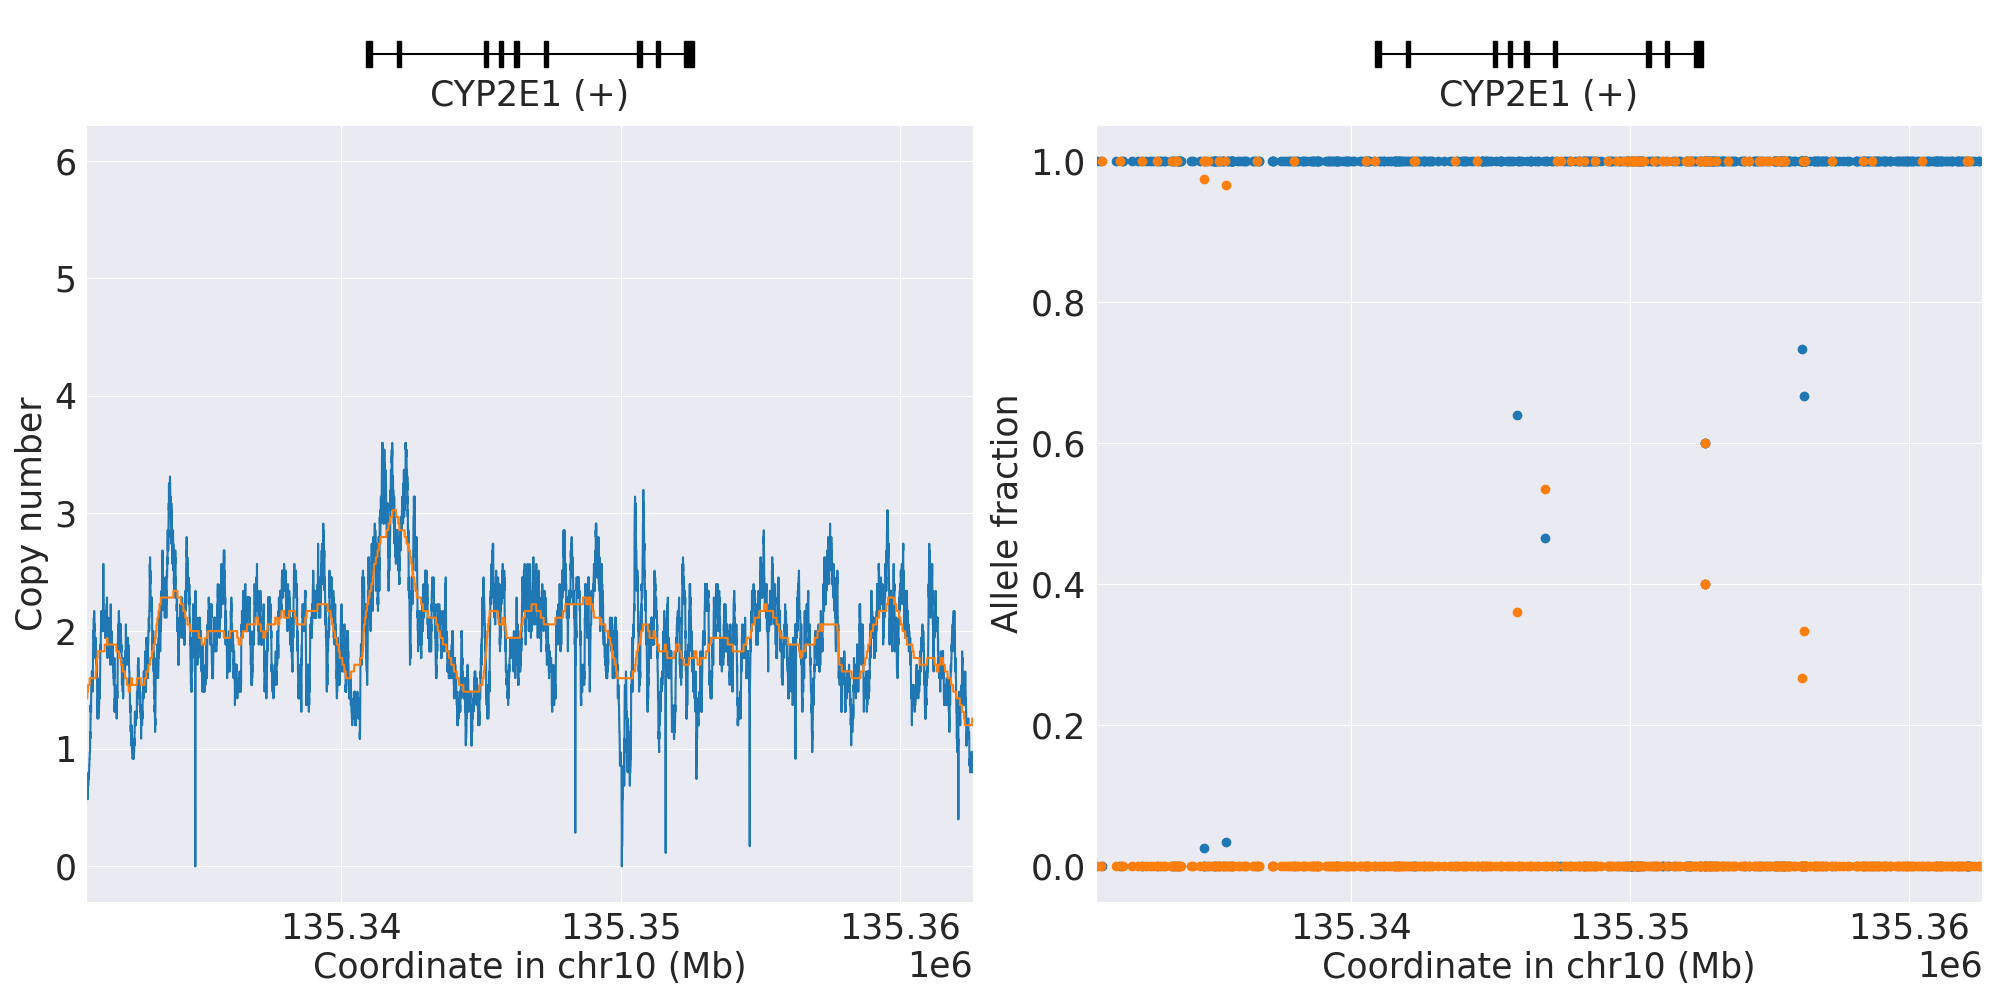 CYP2E1 (+)
6
5
4
3
2
1
0
Copy number
135.34 135.35 135.36
Coordinate in chr10 (Mb)
1e6
CYP2E1 (+)
1.0
0.8
0.6
0.4
0.2
0.0
Allele fraction
135.34 135.35 135.36
Coordinate in chr10 (Mb)
1e6